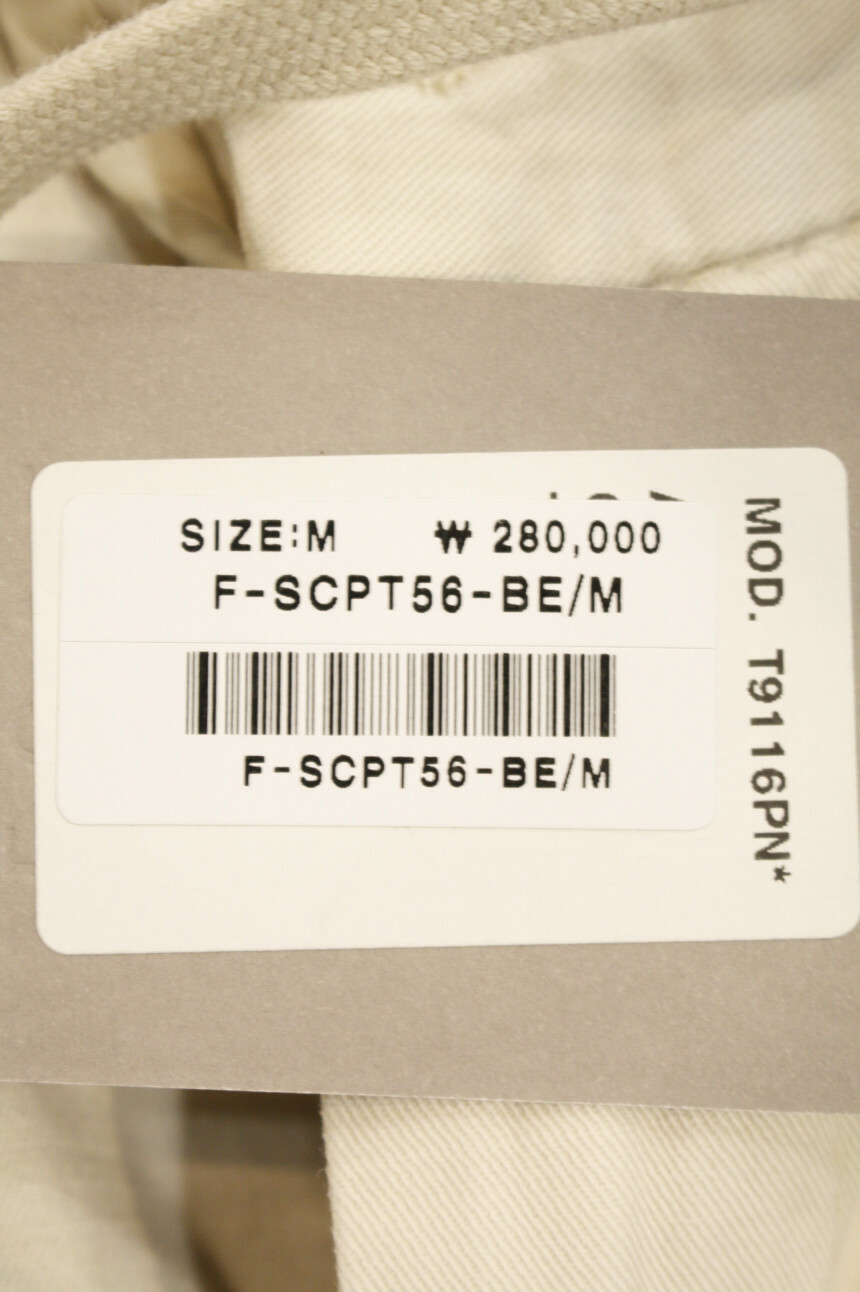 SIZE:M ₩ 280,000
F-SCPT56-BE/M
F-SCPT56-BE/M
MOD. T9116PN*